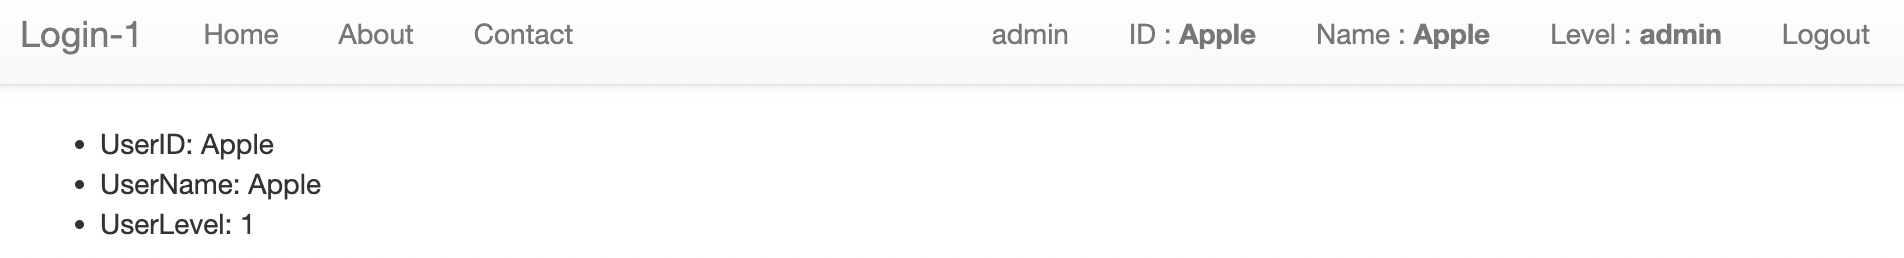 Login-1 Home About Contact admin ID : Apple Name : Apple Level : admin Logout
• UserID: Apple
• UserName: Apple
• UserLevel: 1